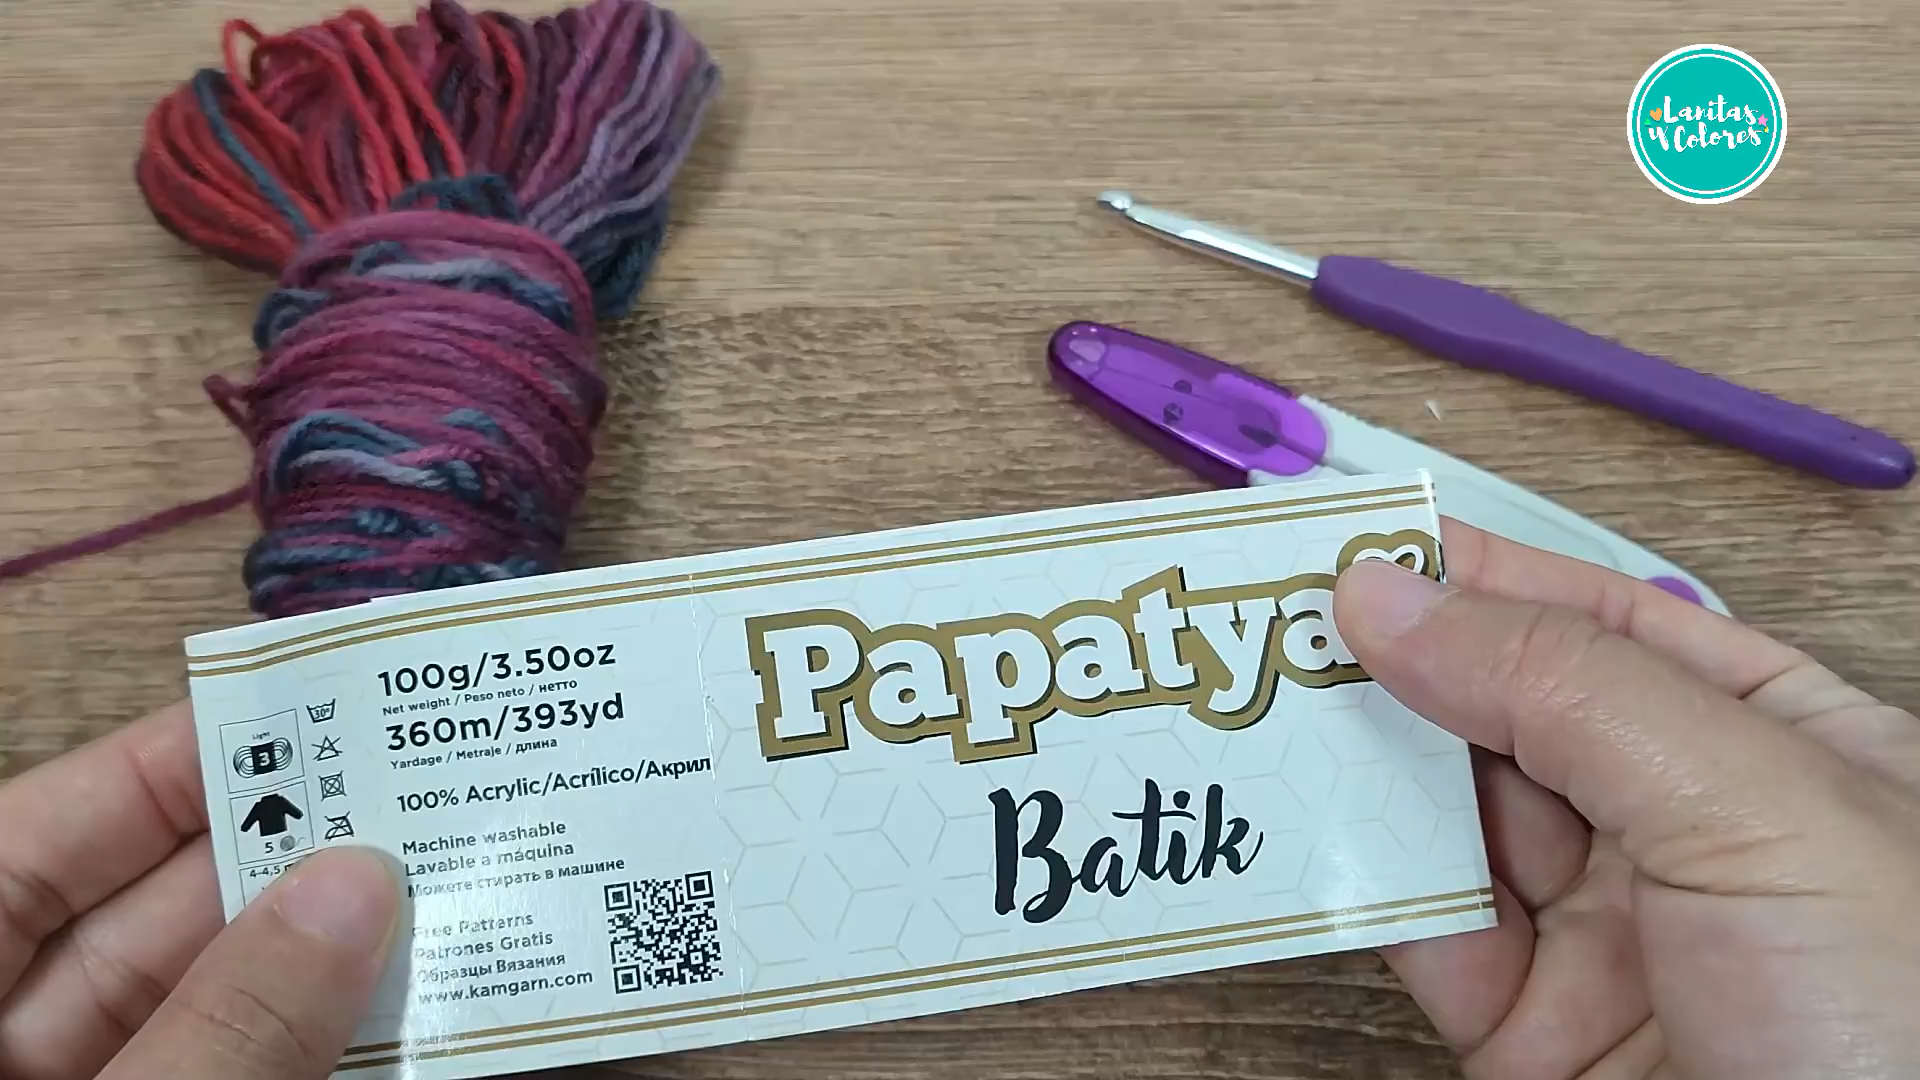 Lanitas
y Colores
100g/3.50oz
Net weight / Peso neto / нетто
360m/393yd
Yardage / Metraje / длина
100% Acrylic/Acrílico/Акрил
Machine washable
Lavable a máquina
Можете стирать в машине
Free Patterns
Patrones Gratis
Образцы Вязания
www.kamgarn.com
30°
Light
3
5
Papatya
Batik